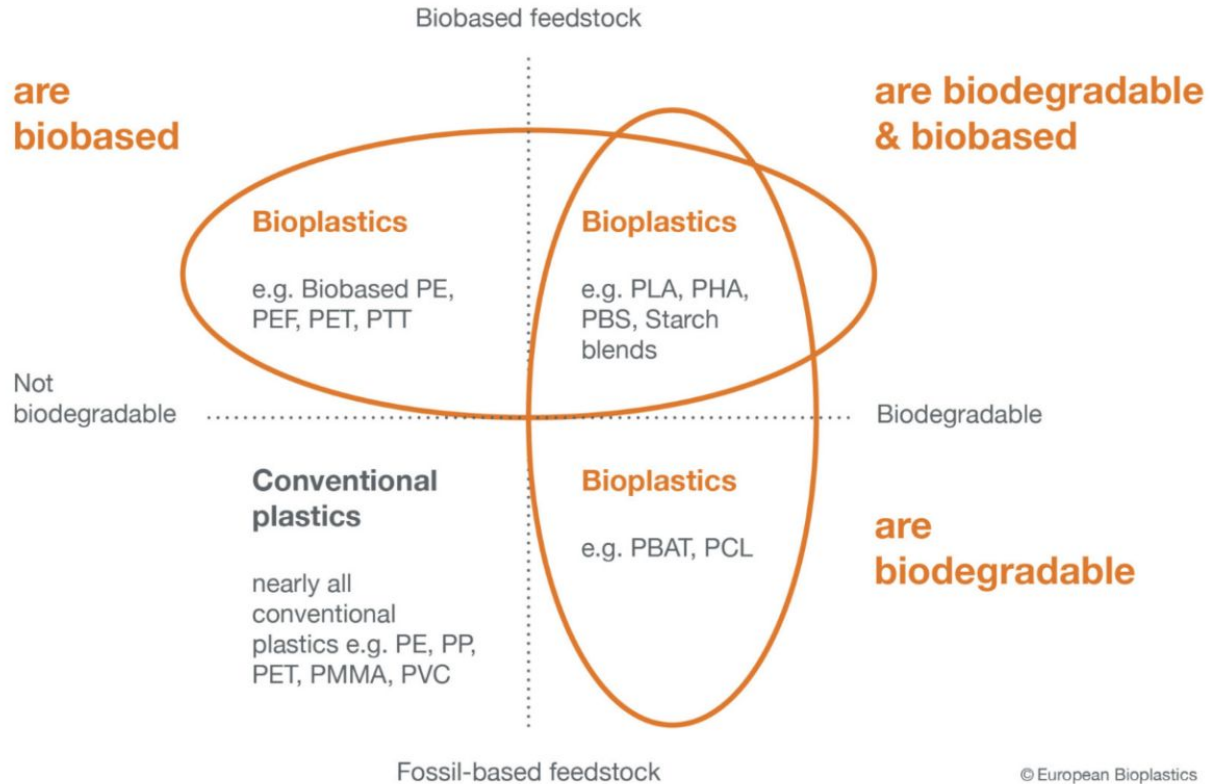 Biobased feedstock
are
biobased
are biodegradable
& biobased
Bioplastics
e.g. Biobased PE,
PEF, PET, PTT
Bioplastics
e.g. PLA, PHA,
PBS, Starch
blends
Not
biodegradable
Biodegradable
Conventional
plastics
nearly all
conventional
plastics e.g. PE, PP,
PET, PMMA, PVC
Bioplastics
e.g. PBAT, PCL
are
biodegradable
Fossil-based feedstock
© European Bioplastics